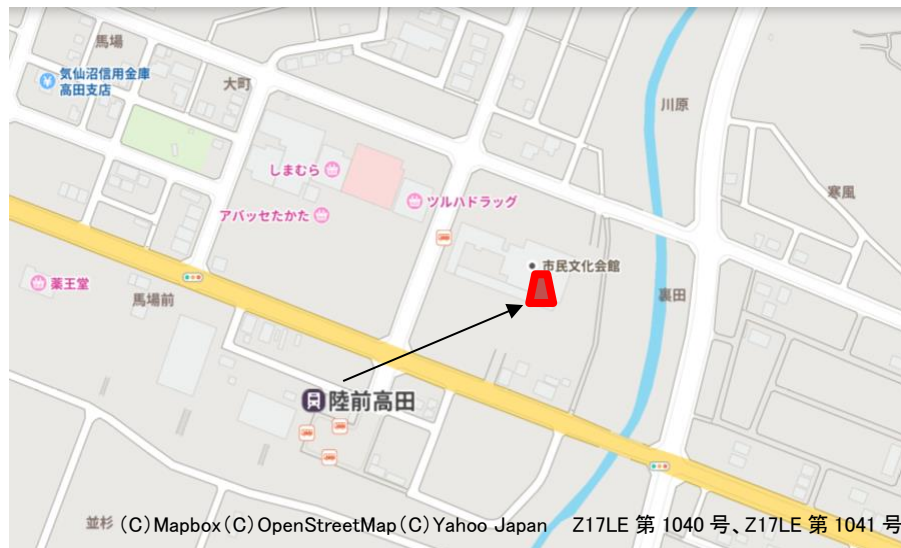 馬場
気仙沼信用金庫
高田支店
大町
川原
しまむら
ツルハドラッグ
寒風
アバッセたかた
市民文化会館
薬王堂
馬場前
裏田
陸前高田
並杉 (C)Mapbox(C)OpenStreetMap(C)Yahoo Japan Z17LE 第 1040 号、Z17LE 第 1041 号